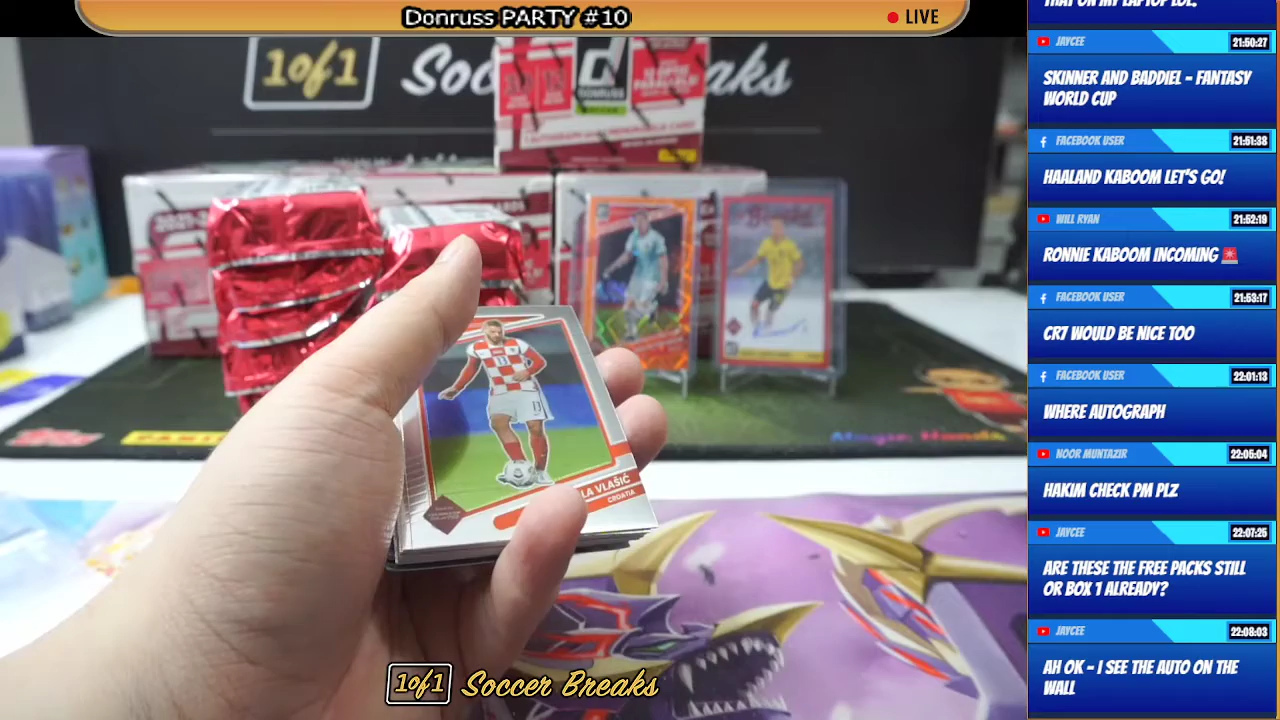 Donruss PARTY #10
LIVE
1of1
DONRUSS
LA VLAŠIĆ
CROATIA
13
PANINI
1of1 Soccer Breaks
THAT ON MY LAPTOP LOL.
JAYCEE 21:50:27
SKINNER AND BADDIEL - FANTASY
WORLD CUP
FACEBOOK USER 21:51:38
HAALAND KABOOM LET'S GO!
WILL RYAN 21:52:19
RONNIE KABOOM INCOMING 🚨
FACEBOOK USER 21:53:17
CR7 WOULD BE NICE TOO
FACEBOOK USER 22:01:13
WHERE AUTOGRAPH
NOOR MUNTAZIR 22:05:04
HAKIM CHECK PM PLZ
JAYCEE 22:07:25
ARE THESE THE FREE PACKS STILL
OR BOX 1 ALREADY?
JAYCEE 22:08:03
AH OK - I SEE THE AUTO ON THE
WALL